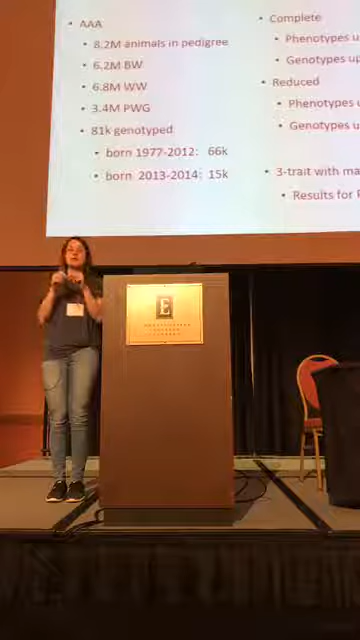 • AAA
• 8.2M animals in pedigree
• 6.2M BW
• 6.8M WW
• 3.4M PWG
• 81k genotyped
• born 1977-2012: 66k
• born 2013-2014: 15k
• Complete
• Phenotypes u
• Genotypes up
• Reduced
• Phenotypes u
• Genotypes up
• 3-trait with ma
• Results for
E